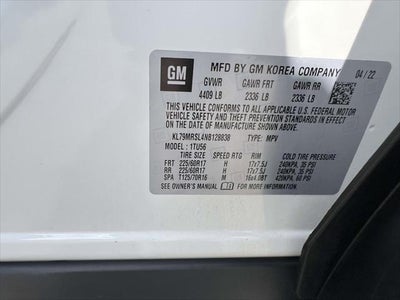 GM
MFD BY GM KOREA COMPANY 04 / 22
GVWR GAWR FRT GAWR RR
4409 LB 2336 LB 2336 LB
THIS VEHICLE CONFORMS TO ALL APPLICABLE U.S. FEDERAL MOTOR
VEHICLE SAFETY AND THEFT PREVENTION STANDARDS IN EFFECT
ON THE DATE OF MANUFACTURE SHOWN ABOVE.
KL79MRSL4NB128838 TYPE: MPV
MODEL: 1TU56
TIRE SIZE SPEED RTG RIM COLD TIRE PRESSURE
FRT 225/60R17 H 17x7.5J 240KPA, 35 PSI
RR 225/60R17 H 17x7.5J 240KPA, 35 PSI
SPA T125/70R16 M 16x4.0BT 420KPA, 60 PSI
SEE OWNER'S MANUAL FOR ADDITIONAL INFORMATION.